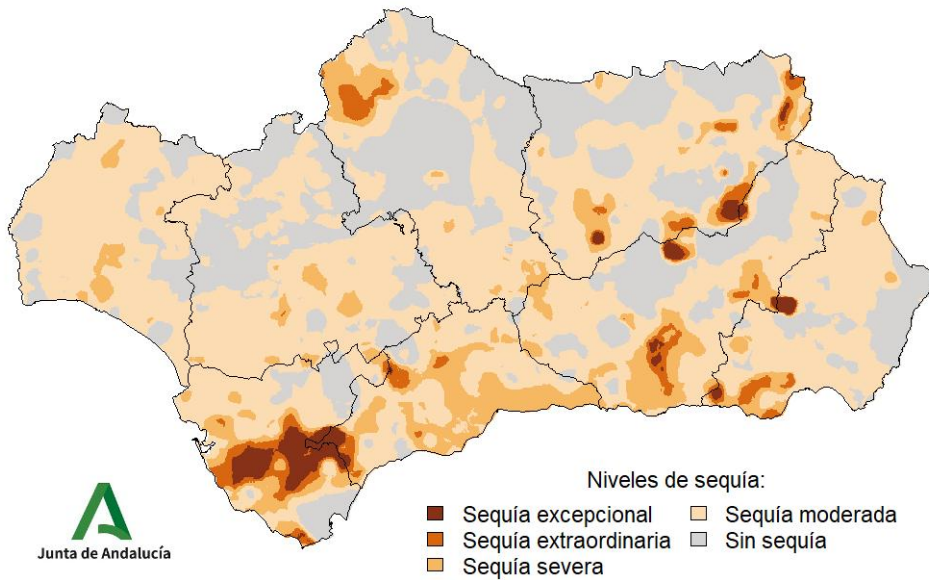 Niveles de sequía:
Sequía excepcional
Sequía extraordinaria
Sequía severa
Sequía moderada
Sin sequía
Junta de Andalucía